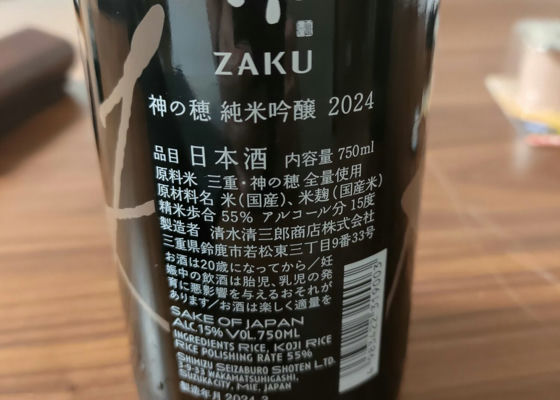 ZAKU
神の穂 純米吟醸 2024
品目 日本酒 内容量 750ml
原料米 三重・神の穂 全量使用
原材料名 米(国産)、米麹(国産米)
精米歩合 55% アルコール分 15度
製造者 清水清三郎商店株式会社
三重県鈴鹿市若松東三丁目9番33号
お酒は20歳になってから/妊
娠中の飲酒は胎児、乳児の発
育に悪影響を与えるおそれが
あります/お酒は楽しく適量を
SAKE OF JAPAN
ALC.15% VOL.750ML
INGREDIENTS RICE, KOJI RICE
RICE POLISHING RATE 55%
SHIMIZU SEIZABURO SHOTEN LTD.
3-9-33 WAKAMATSUHIGASHI,
SUZUKA CITY, MIE, JAPAN
製造年月 2024.